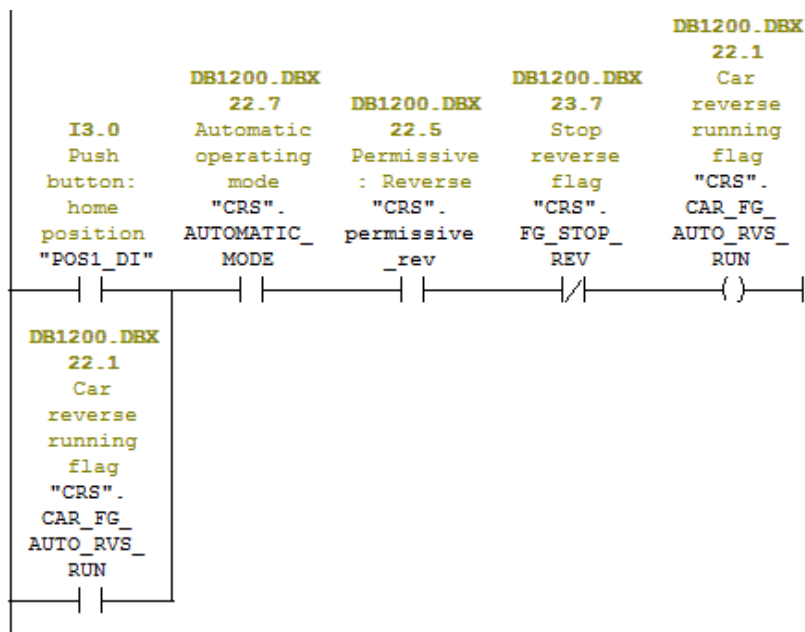 I3.0
Push
button:
home
position
"POS1_DI"
DB1200.DBX
22.7
Automatic
operating
mode
"CRS".
AUTOMATIC_
MODE
DB1200.DBX
22.5
Permissive
: Reverse
"CRS".
permissive
_rev
DB1200.DBX
23.7
Stop
reverse
flag
"CRS".
FG_STOP_
REV
DB1200.DBX
22.1
Car
reverse
running
flag
"CRS".
CAR_FG_
AUTO_RVS_
RUN
DB1200.DBX
22.1
Car
reverse
running
flag
"CRS".
CAR_FG_
AUTO_RVS_
RUN